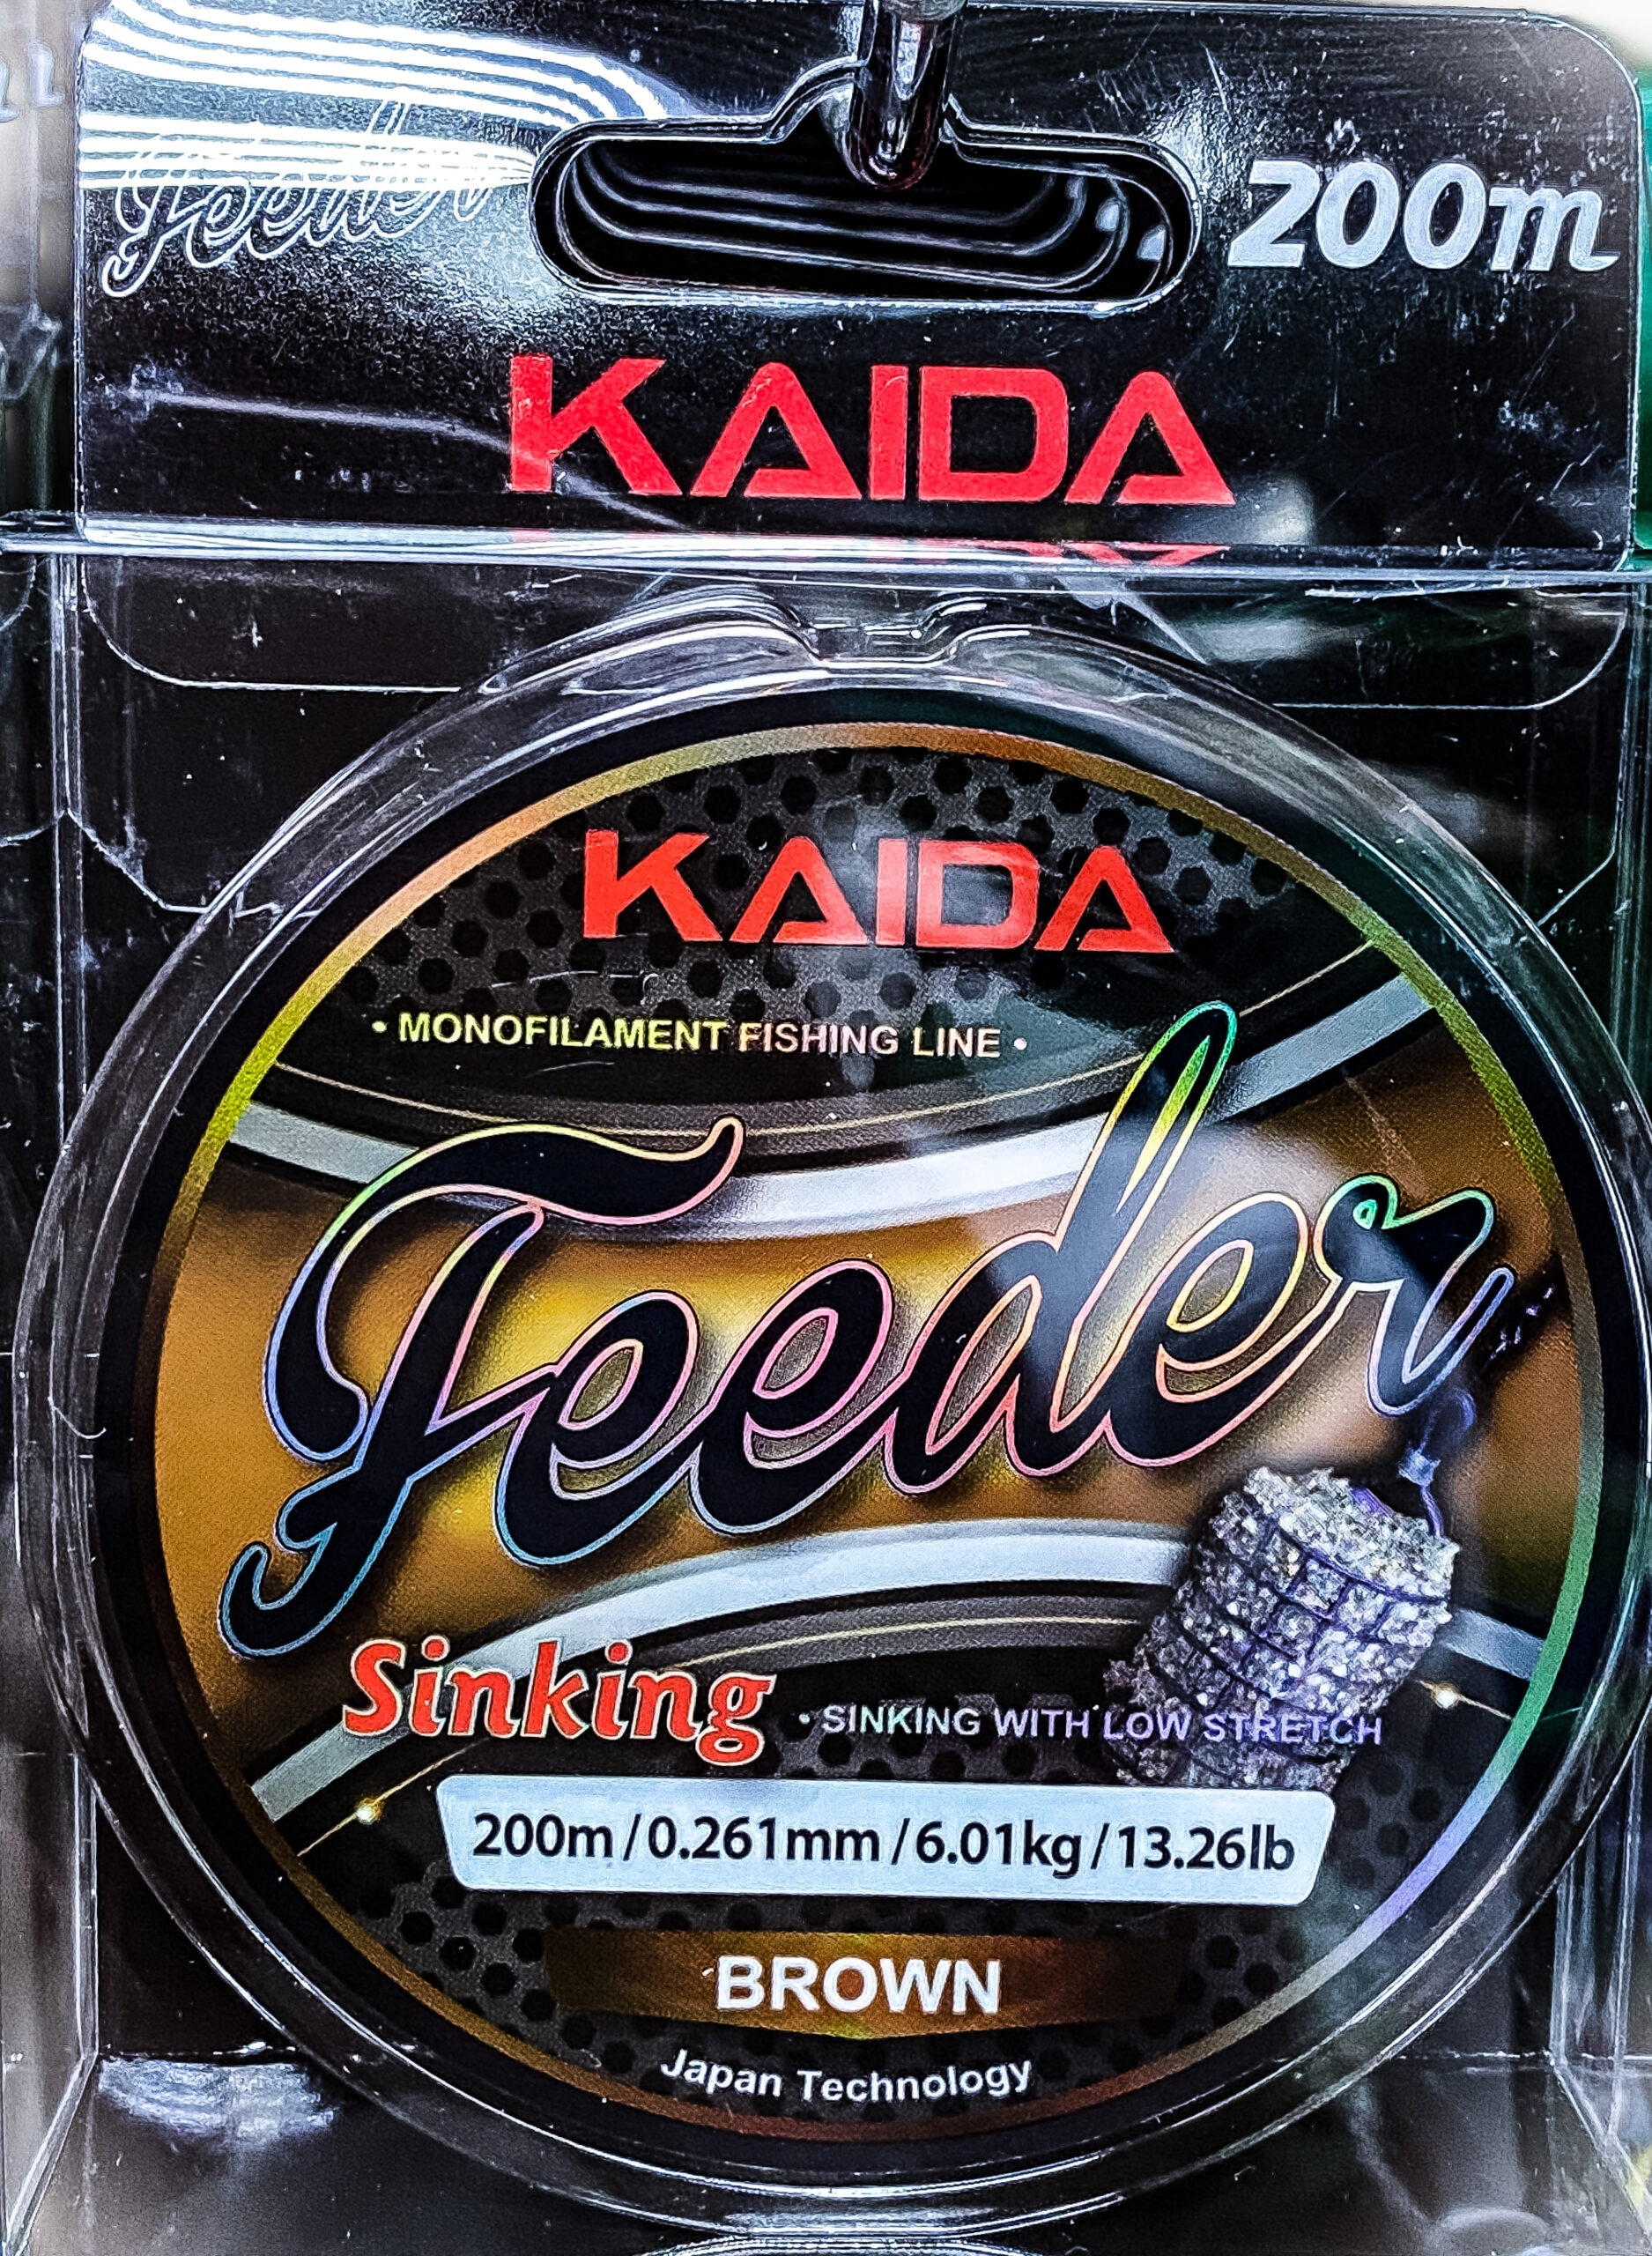 Feeder
200m
KAIDA
KAIDA
• MONOFILAMENT FISHING LINE •
Feeder
Sinking
• SINKING WITH LOW STRETCH
200m/0.261mm/6.01kg/13.26lb
BROWN
Japan Technology